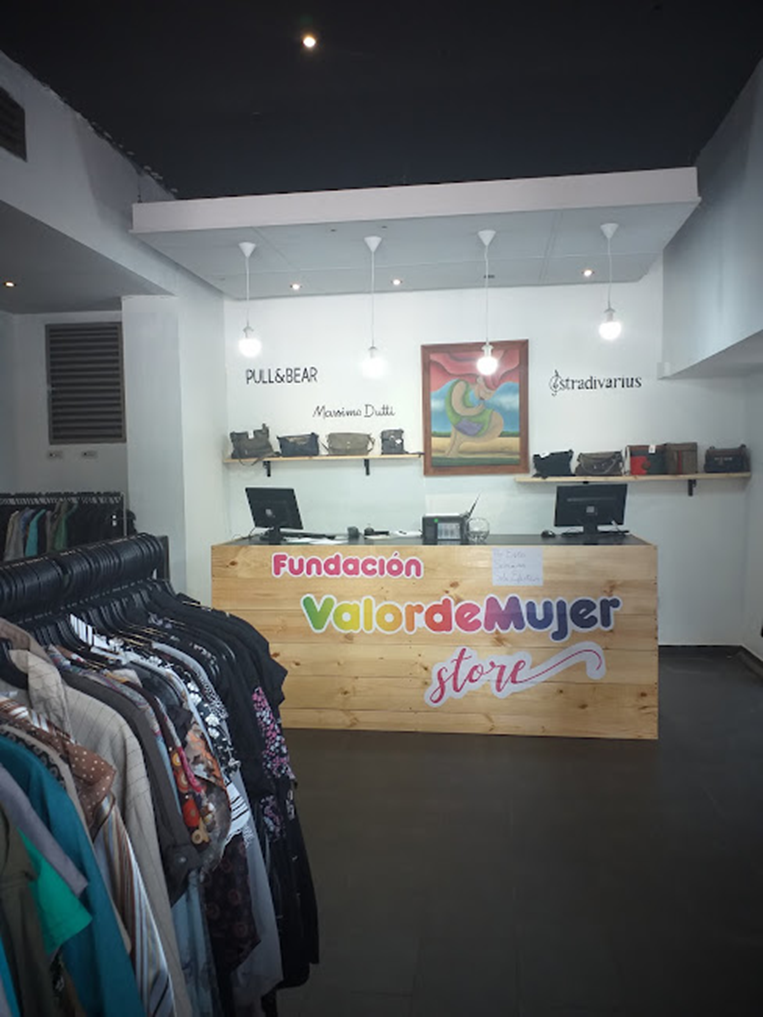 PULL&BEAR
Massimo Dutti
stradivarius
Fundación
ValordeMujer
store